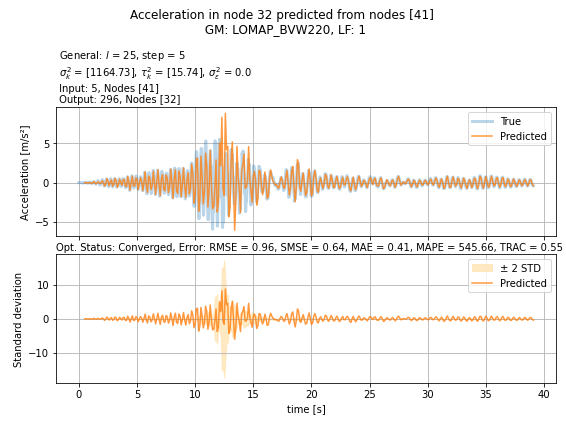 Acceleration in node 32 predicted from nodes [41]
GM: LOMAP_BVW220, LF: 1
General: l = 25, step = 5
σ²ₖ = [1164.73], τ²ₖ = [15.74], σ²ε = 0.0
Input: 5, Nodes [41]
Output: 296, Nodes [32]
Acceleration [m/s²]
5
0
−5
True
Predicted
Opt. Status: Converged, Error: RMSE = 0.96, SMSE = 0.64, MAE = 0.41, MAPE = 545.66, TRAC = 0.55
Standard deviation
10
0
−10
± 2 STD
Predicted
0 5 10 15 20 25 30 35 40
time [s]